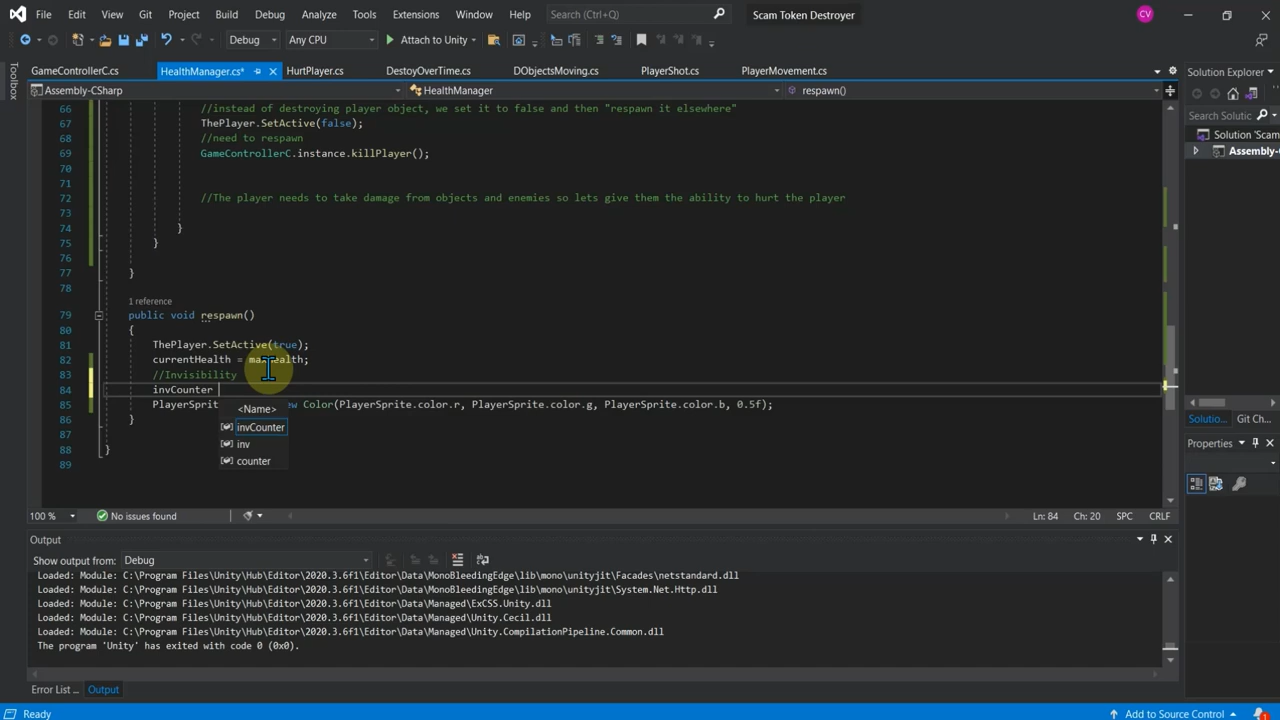 File Edit View Git Project Build Debug Analyze Tools Extensions Window Help Search (Ctrl+Q) Scam Token Destroyer CV
Debug Any CPU Attach to Unity
Toolbox
GameControllerC.cs HealthManager.cs* HurtPlayer.cs DestoyOverTime.cs DObjectsMoving.cs PlayerShot.cs PlayerMovement.cs Solution Explorer
Assembly-CSharp HealthManager respawn()
66 //instead of destroying player object, we set it to false and then "respawn it elsewhere"
67 ThePlayer.SetActive(false);
68 //need to respawn
69 GameControllerC.instance.killPlayer();
70
71
72 //The player needs to take damage from objects and enemies so lets give them the ability to hurt the player
73
74 }
75 }
76
77 }
78
1 reference
79 public void respawn()
80 {
81 ThePlayer.SetActive(true);
82 currentHealth = maxHealth;
83 //Invisibility
84 invCounter
85 PlayerSprit ew Color(PlayerSprite.color.r, PlayerSprite.color.g, PlayerSprite.color.b, 0.5f);
86 }
87
88 }
89
<Name>
invCounter
inv
counter
Search Solutic
Solution 'Scam
Assembly-
Solutio... Git Ch...
Properties
100 % No issues found Ln: 84 Ch: 20 SPC CRLF
Output
Show output from: Debug
Loaded: Module: C:\Program Files\Unity\Hub\Editor\2020.3.6f1\Editor\Data\MonoBleedingEdge\lib\mono\unityjit\Facades\netstandard.dll
Loaded: Module: C:\Program Files\Unity\Hub\Editor\2020.3.6f1\Editor\Data\MonoBleedingEdge\lib\mono\unityjit\System.Net.Http.dll
Loaded: Module: C:\Program Files\Unity\Hub\Editor\2020.3.6f1\Editor\Data\Managed\ExCSS.Unity.dll
Loaded: Module: C:\Program Files\Unity\Hub\Editor\2020.3.6f1\Editor\Data\Managed\Unity.Cecil.dll
Loaded: Module: C:\Program Files\Unity\Hub\Editor\2020.3.6f1\Editor\Data\Managed\Unity.CompilationPipeline.Common.dll
The program 'Unity' has exited with code 0 (0x0).
Error List ... Output
Ready Add to Source Control 1